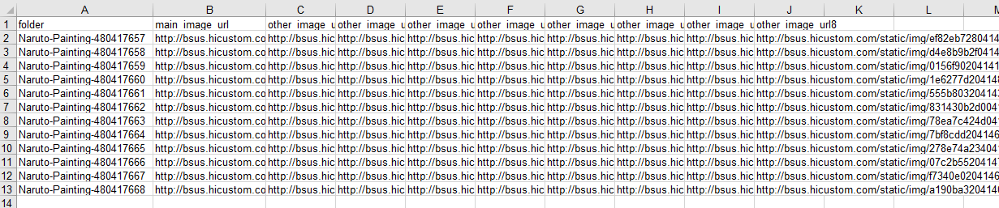 A B C D E F G H I J K L M
1 folder main_image_url other_image_u other_image_u other_image_u other_image_u other_image_u other_image_u other_image_u other_image_url8
2 Naruto-Painting-480417657 http://bsus.hicustom.co http://bsus.hic http://bsus.hic http://bsus.hic http://bsus.hic http://bsus.hic http://bsus.hic http://bsus.hic http://bsus.hicustom.com/static/img/ef82eb7280414
3 Naruto-Painting-480417658 http://bsus.hicustom.co http://bsus.hic http://bsus.hic http://bsus.hic http://bsus.hic http://bsus.hic http://bsus.hic http://bsus.hic http://bsus.hicustom.com/static/img/d4e8b9b2f0414
4 Naruto-Painting-480417659 http://bsus.hicustom.co http://bsus.hic http://bsus.hic http://bsus.hic http://bsus.hic http://bsus.hic http://bsus.hic http://bsus.hic http://bsus.hicustom.com/static/img/0156f90204141
5 Naruto-Painting-480417660 http://bsus.hicustom.co http://bsus.hic http://bsus.hic http://bsus.hic http://bsus.hic http://bsus.hic http://bsus.hic http://bsus.hic http://bsus.hicustom.com/static/img/1e6277d204148
6 Naruto-Painting-480417661 http://bsus.hicustom.co http://bsus.hic http://bsus.hic http://bsus.hic http://bsus.hic http://bsus.hic http://bsus.hic http://bsus.hic http://bsus.hicustom.com/static/img/555b80320414
7 Naruto-Painting-480417662 http://bsus.hicustom.co http://bsus.hic http://bsus.hic http://bsus.hic http://bsus.hic http://bsus.hic http://bsus.hic http://bsus.hic http://bsus.hicustom.com/static/img/831430b2d004
8 Naruto-Painting-480417663 http://bsus.hicustom.co http://bsus.hic http://bsus.hic http://bsus.hic http://bsus.hic http://bsus.hic http://bsus.hic http://bsus.hic http://bsus.hicustom.com/static/img/78ea7c424d04
9 Naruto-Painting-480417664 http://bsus.hicustom.co http://bsus.hic http://bsus.hic http://bsus.hic http://bsus.hic http://bsus.hic http://bsus.hic http://bsus.hic http://bsus.hicustom.com/static/img/7bf8cdd204146
10 Naruto-Painting-480417665 http://bsus.hicustom.co http://bsus.hic http://bsus.hic http://bsus.hic http://bsus.hic http://bsus.hic http://bsus.hic http://bsus.hic http://bsus.hicustom.com/static/img/278e74a23404
11 Naruto-Painting-480417666 http://bsus.hicustom.co http://bsus.hic http://bsus.hic http://bsus.hic http://bsus.hic http://bsus.hic http://bsus.hic http://bsus.hic http://bsus.hicustom.com/static/img/07c2b5520414
12 Naruto-Painting-480417667 http://bsus.hicustom.co http://bsus.hic http://bsus.hic http://bsus.hic http://bsus.hic http://bsus.hic http://bsus.hic http://bsus.hic http://bsus.hicustom.com/static/img/f7340e0204146
13 Naruto-Painting-480417668 http://bsus.hicustom.co http://bsus.hic http://bsus.hic http://bsus.hic http://bsus.hic http://bsus.hic http://bsus.hic http://bsus.hic http://bsus.hicustom.com/static/img/a190ba320414
14